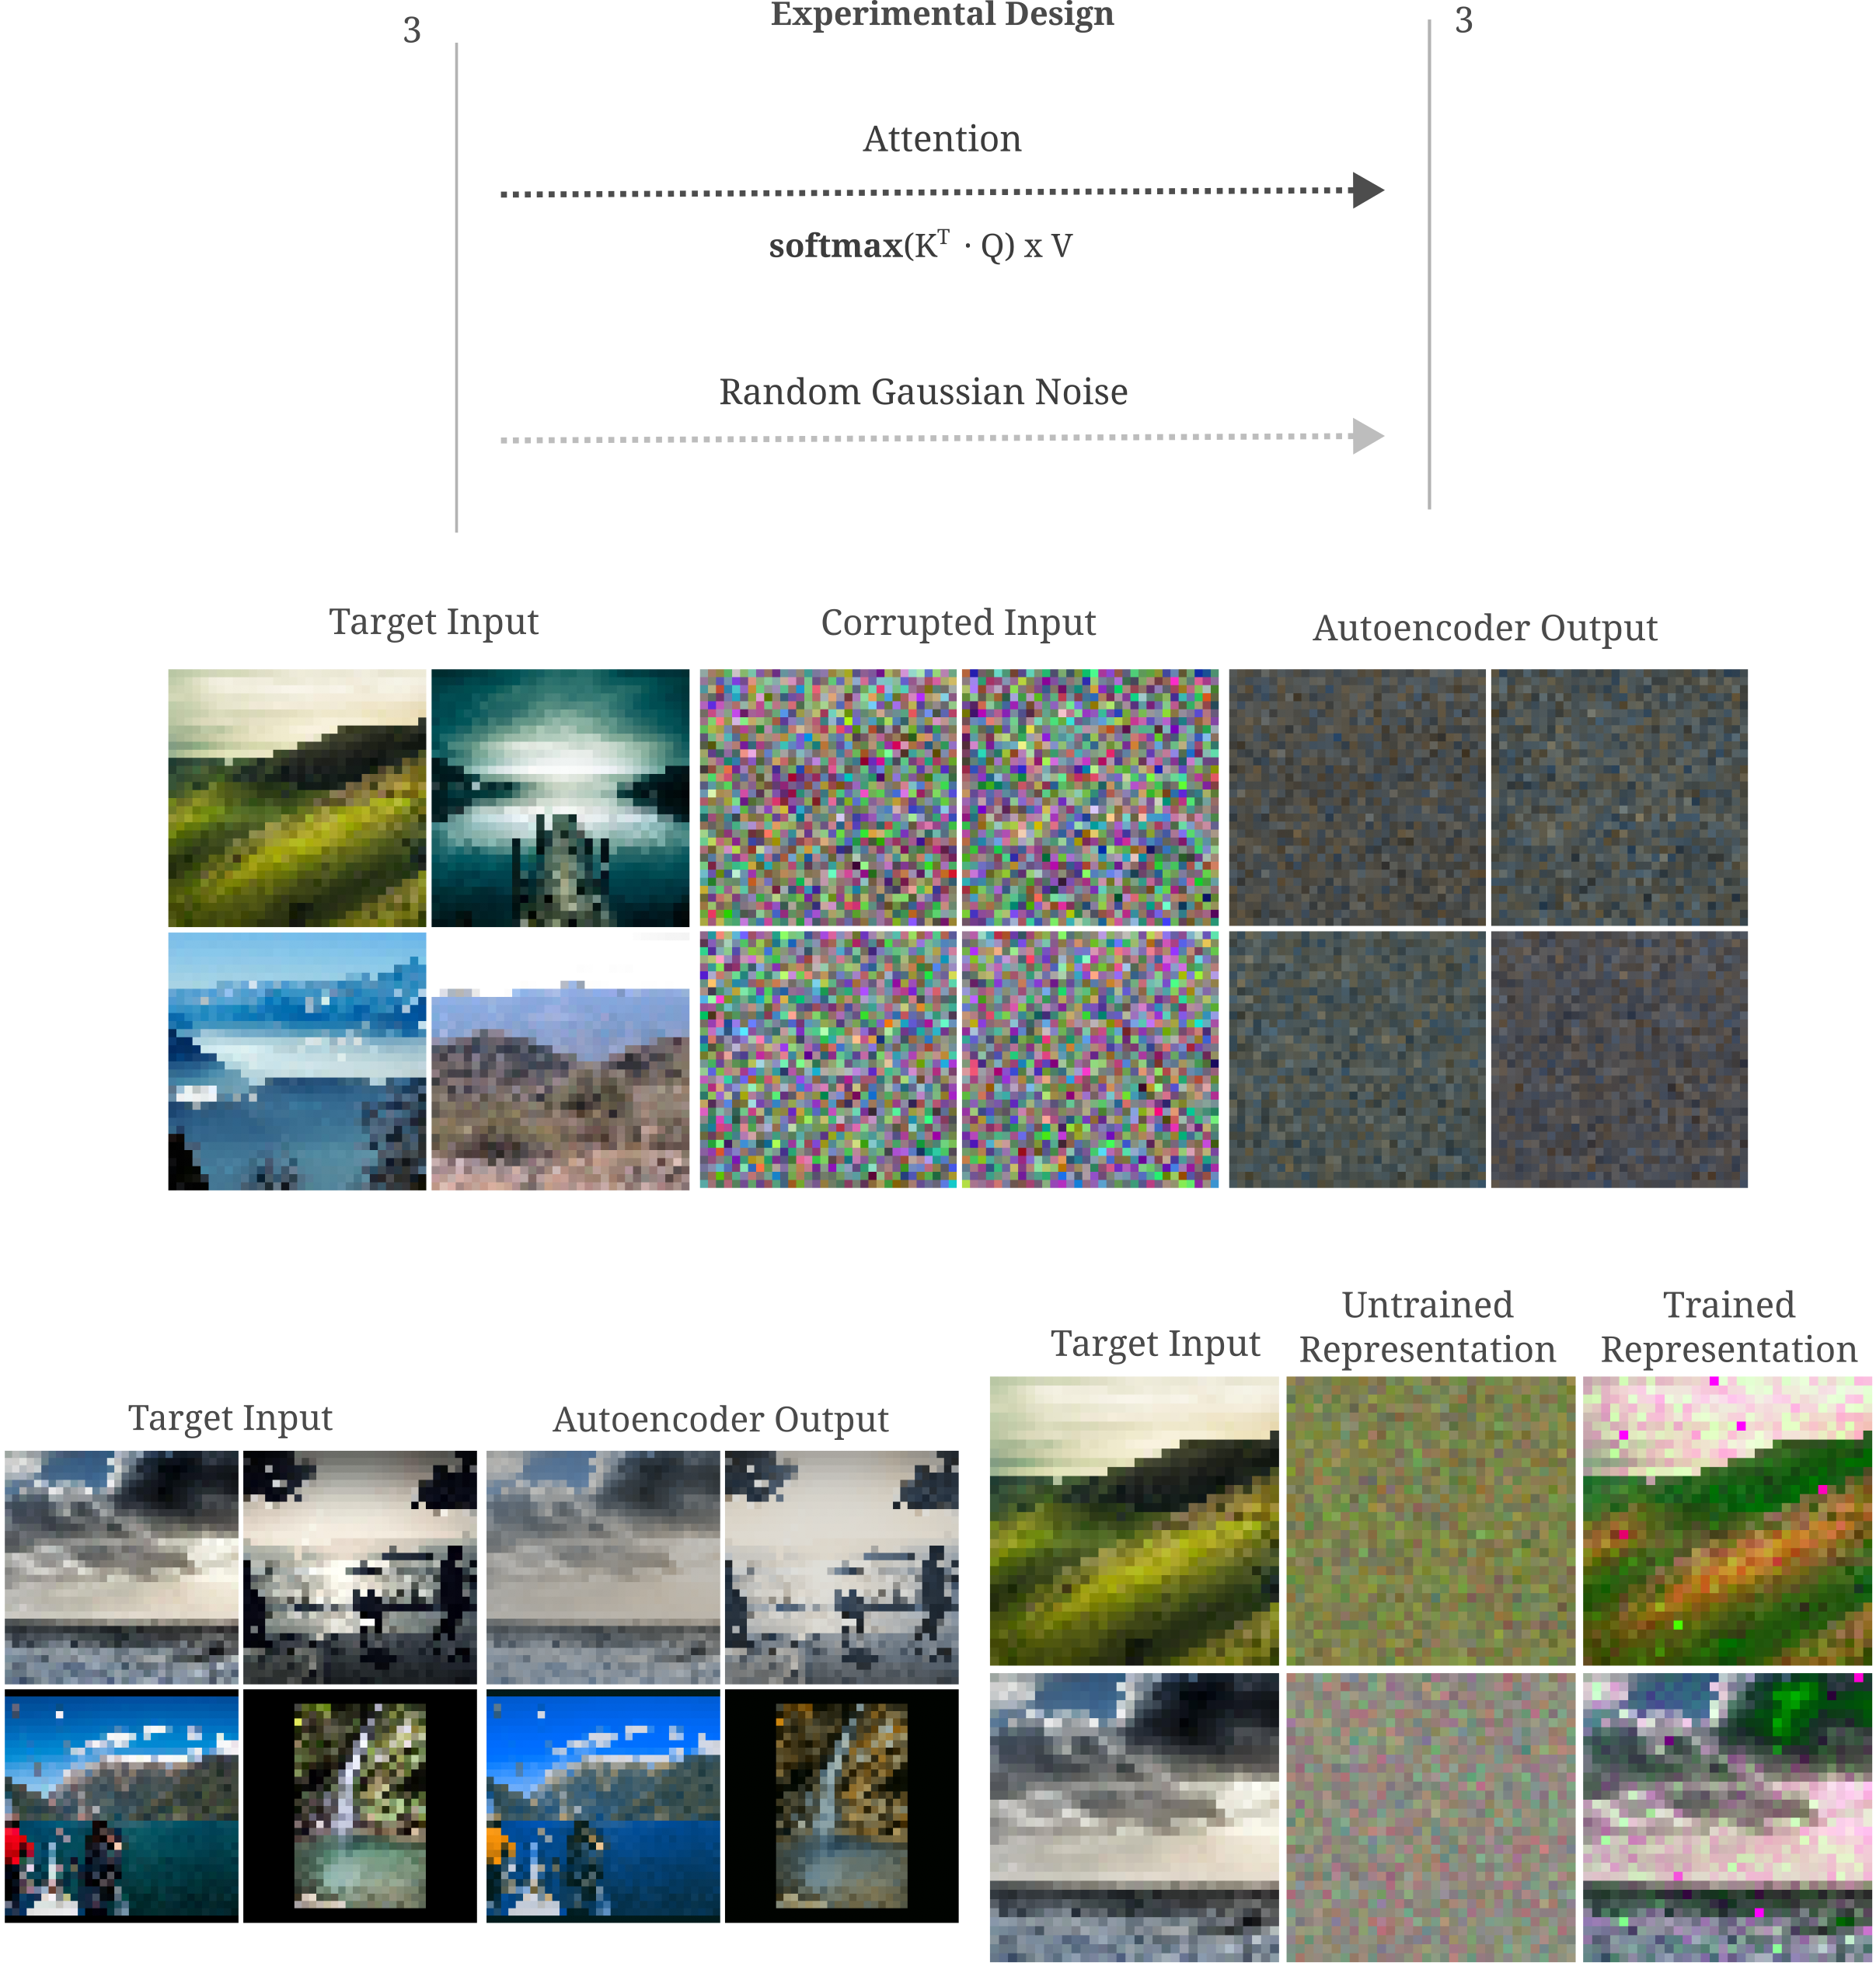 Experimental Design
3
3
Attention
softmax(Kᵀ · Q) x V
Random Gaussian Noise
Target Input
Corrupted Input
Autoencoder Output
Untrained
Representation
Trained
Representation
Target Input
Target Input
Autoencoder Output